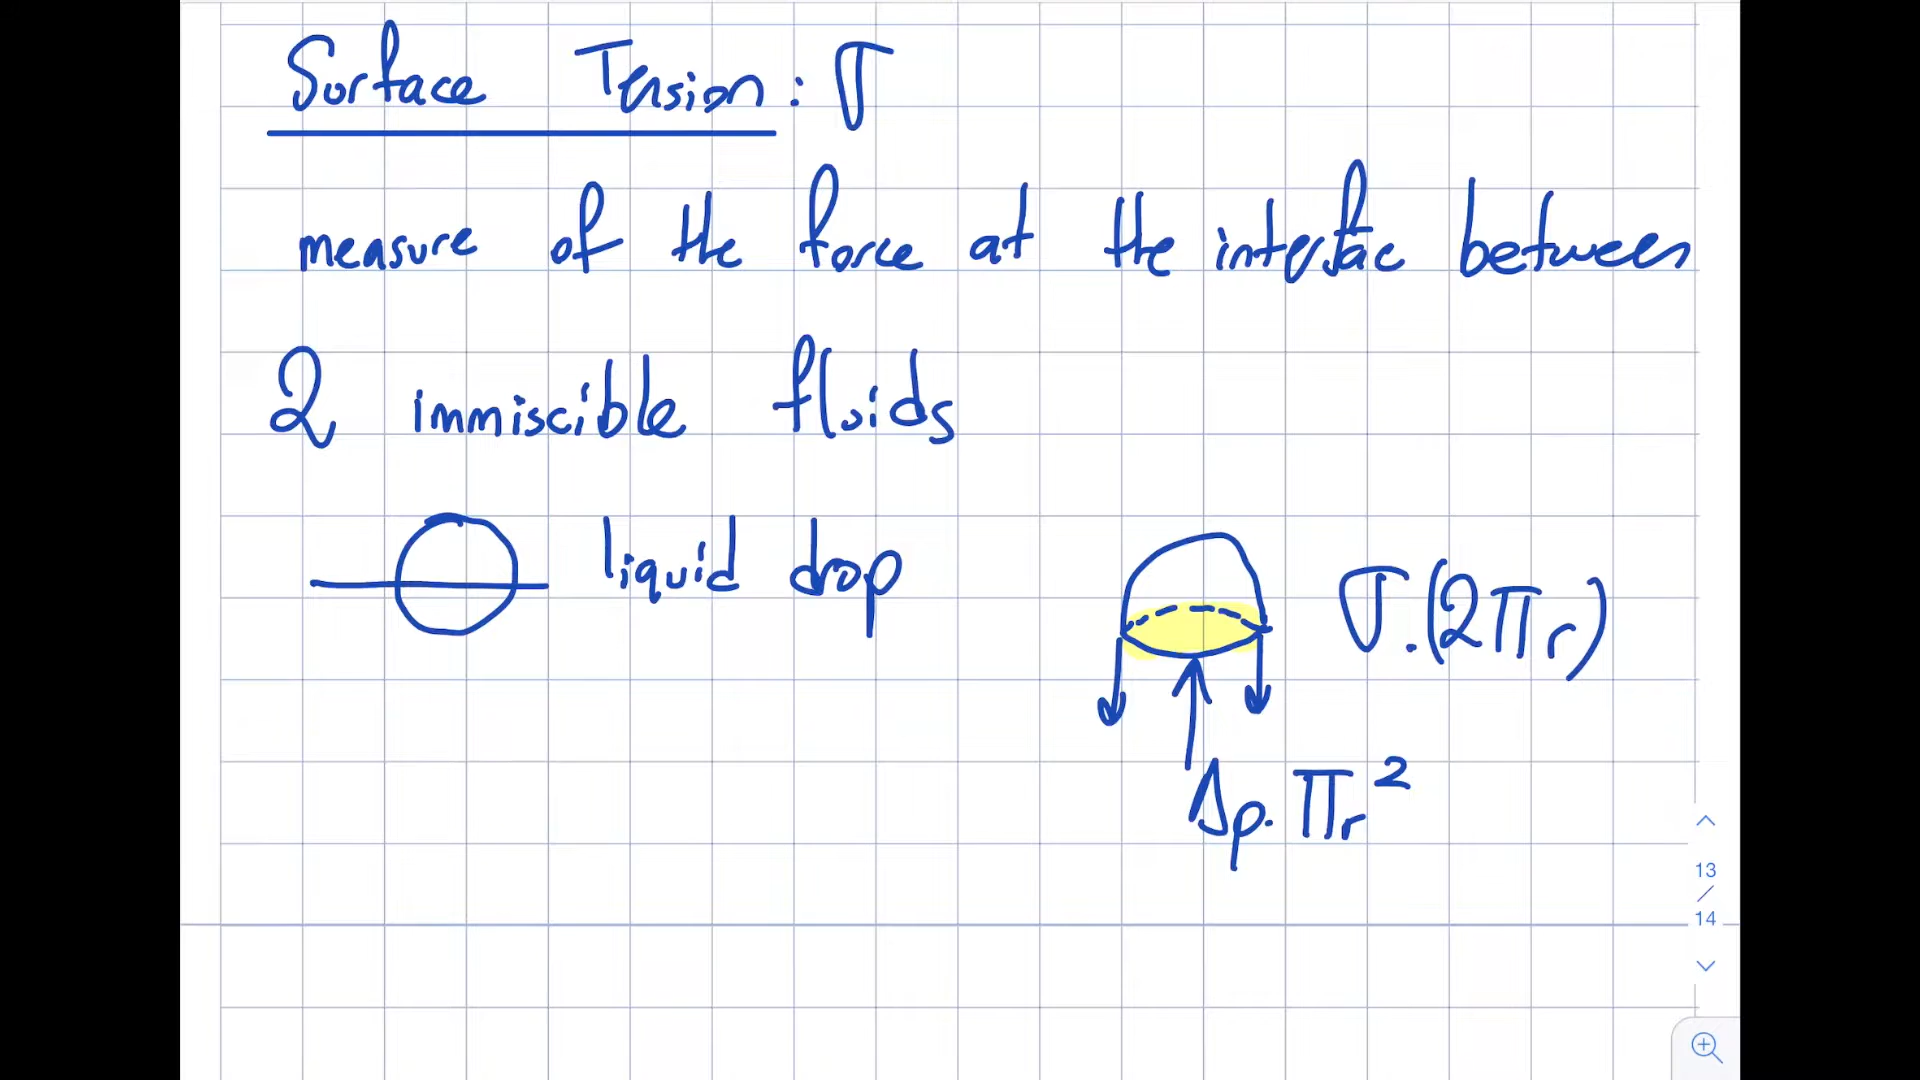 Surface Tension: σ
measure of the force at the interfac between
2 immiscible fluids
liquid drop
σ.(2πr)
Δp. πr²
13
/
14